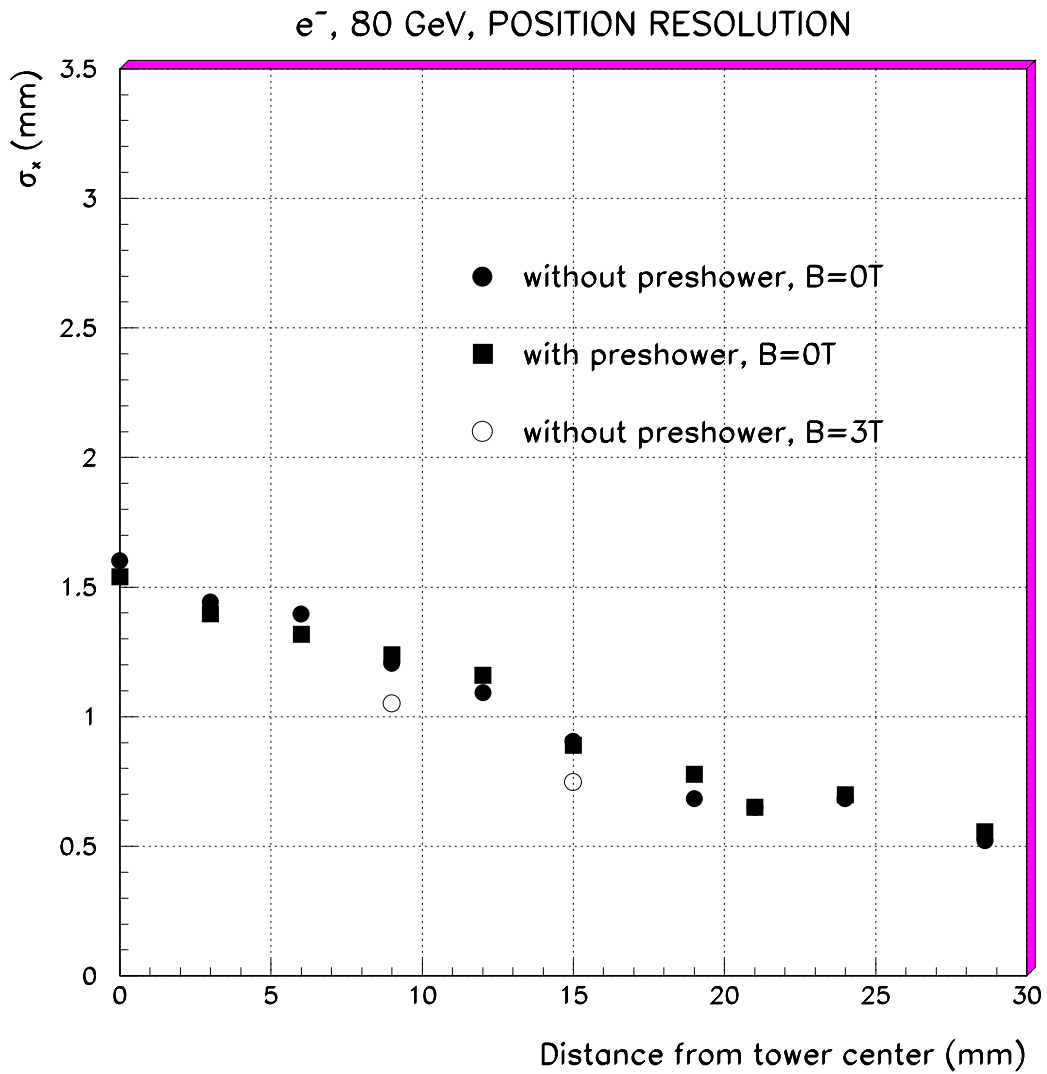 e⁻, 80 GeV, POSITION RESOLUTION
σₓ (mm)
3.5
3
2.5
2
1.5
1
0.5
0
without preshower, B=0T
with preshower, B=0T
without preshower, B=3T
0 5 10 15 20 25 30
Distance from tower center (mm)